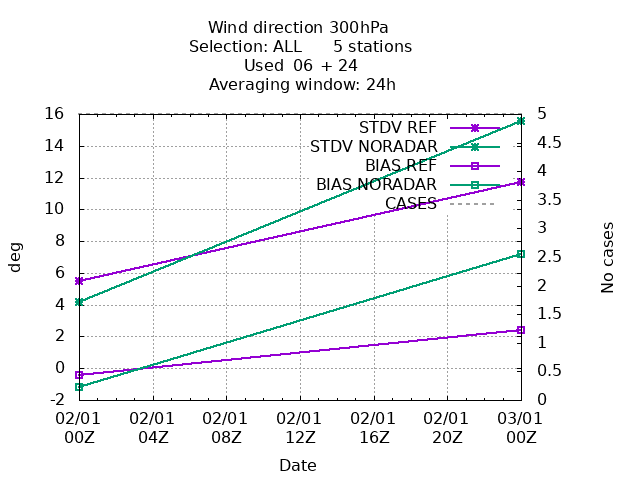 Wind direction 300hPa
Selection: ALL 5 stations
Used 06 + 24
Averaging window: 24h
16 5
14 4.5
12 4
10 3.5
8 3
6 2.5
4 2
2 1.5
0 1
-2 0.5
0
STDV REF
STDV NORADAR
BIAS REF
BIAS NORADAR
CASES
deg
No cases
02/01 02/01 02/01 02/01 02/01 02/01 03/01
00Z 04Z 08Z 12Z 16Z 20Z 00Z
Date